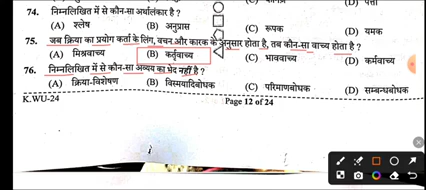 (D) पत्ता
74. निम्नलिखित में से कौन-सा अर्थालंकार है ?
(A) श्लेष (B) अनुप्रास (C) रूपक (D) यमक
75. जब क्रिया का प्रयोग कर्ता के लिंग, वचन और कारक के अनुसार होता है, तब कौन-सा वाच्य होता है ?
(A) मिश्रवाच्य (B) कर्तृवाच्य (C) भाववाच्य (D) कर्मवाच्य
76. निम्नलिखित में से कौन-सा अव्यय का भेद नहीं है ?
(A) क्रिया-विशेषण (B) विस्मयादिबोधक (C) परिमाणबोधक (D) सम्बन्धबोधक
K.WU-24 Page 12 of 24